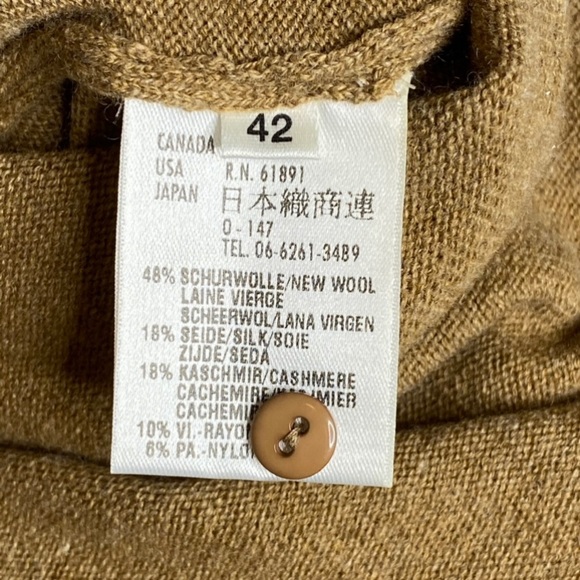 42
CANADA
USA R.N. 61891
JAPAN 日本織商連
0-147
TEL. 06-6261-3489
48% SCHURWOLLE/NEW WOOL
LAINE VIERGE
SCHEERWOL/LANA VIRGEN
18% SEIDE/SILK/SOIE
ZIJDE/SEDA
18% KASCHMIR/CASHMERE
CACHEMIRE/
10% VI.-RAYO
6% PA.-NYLO